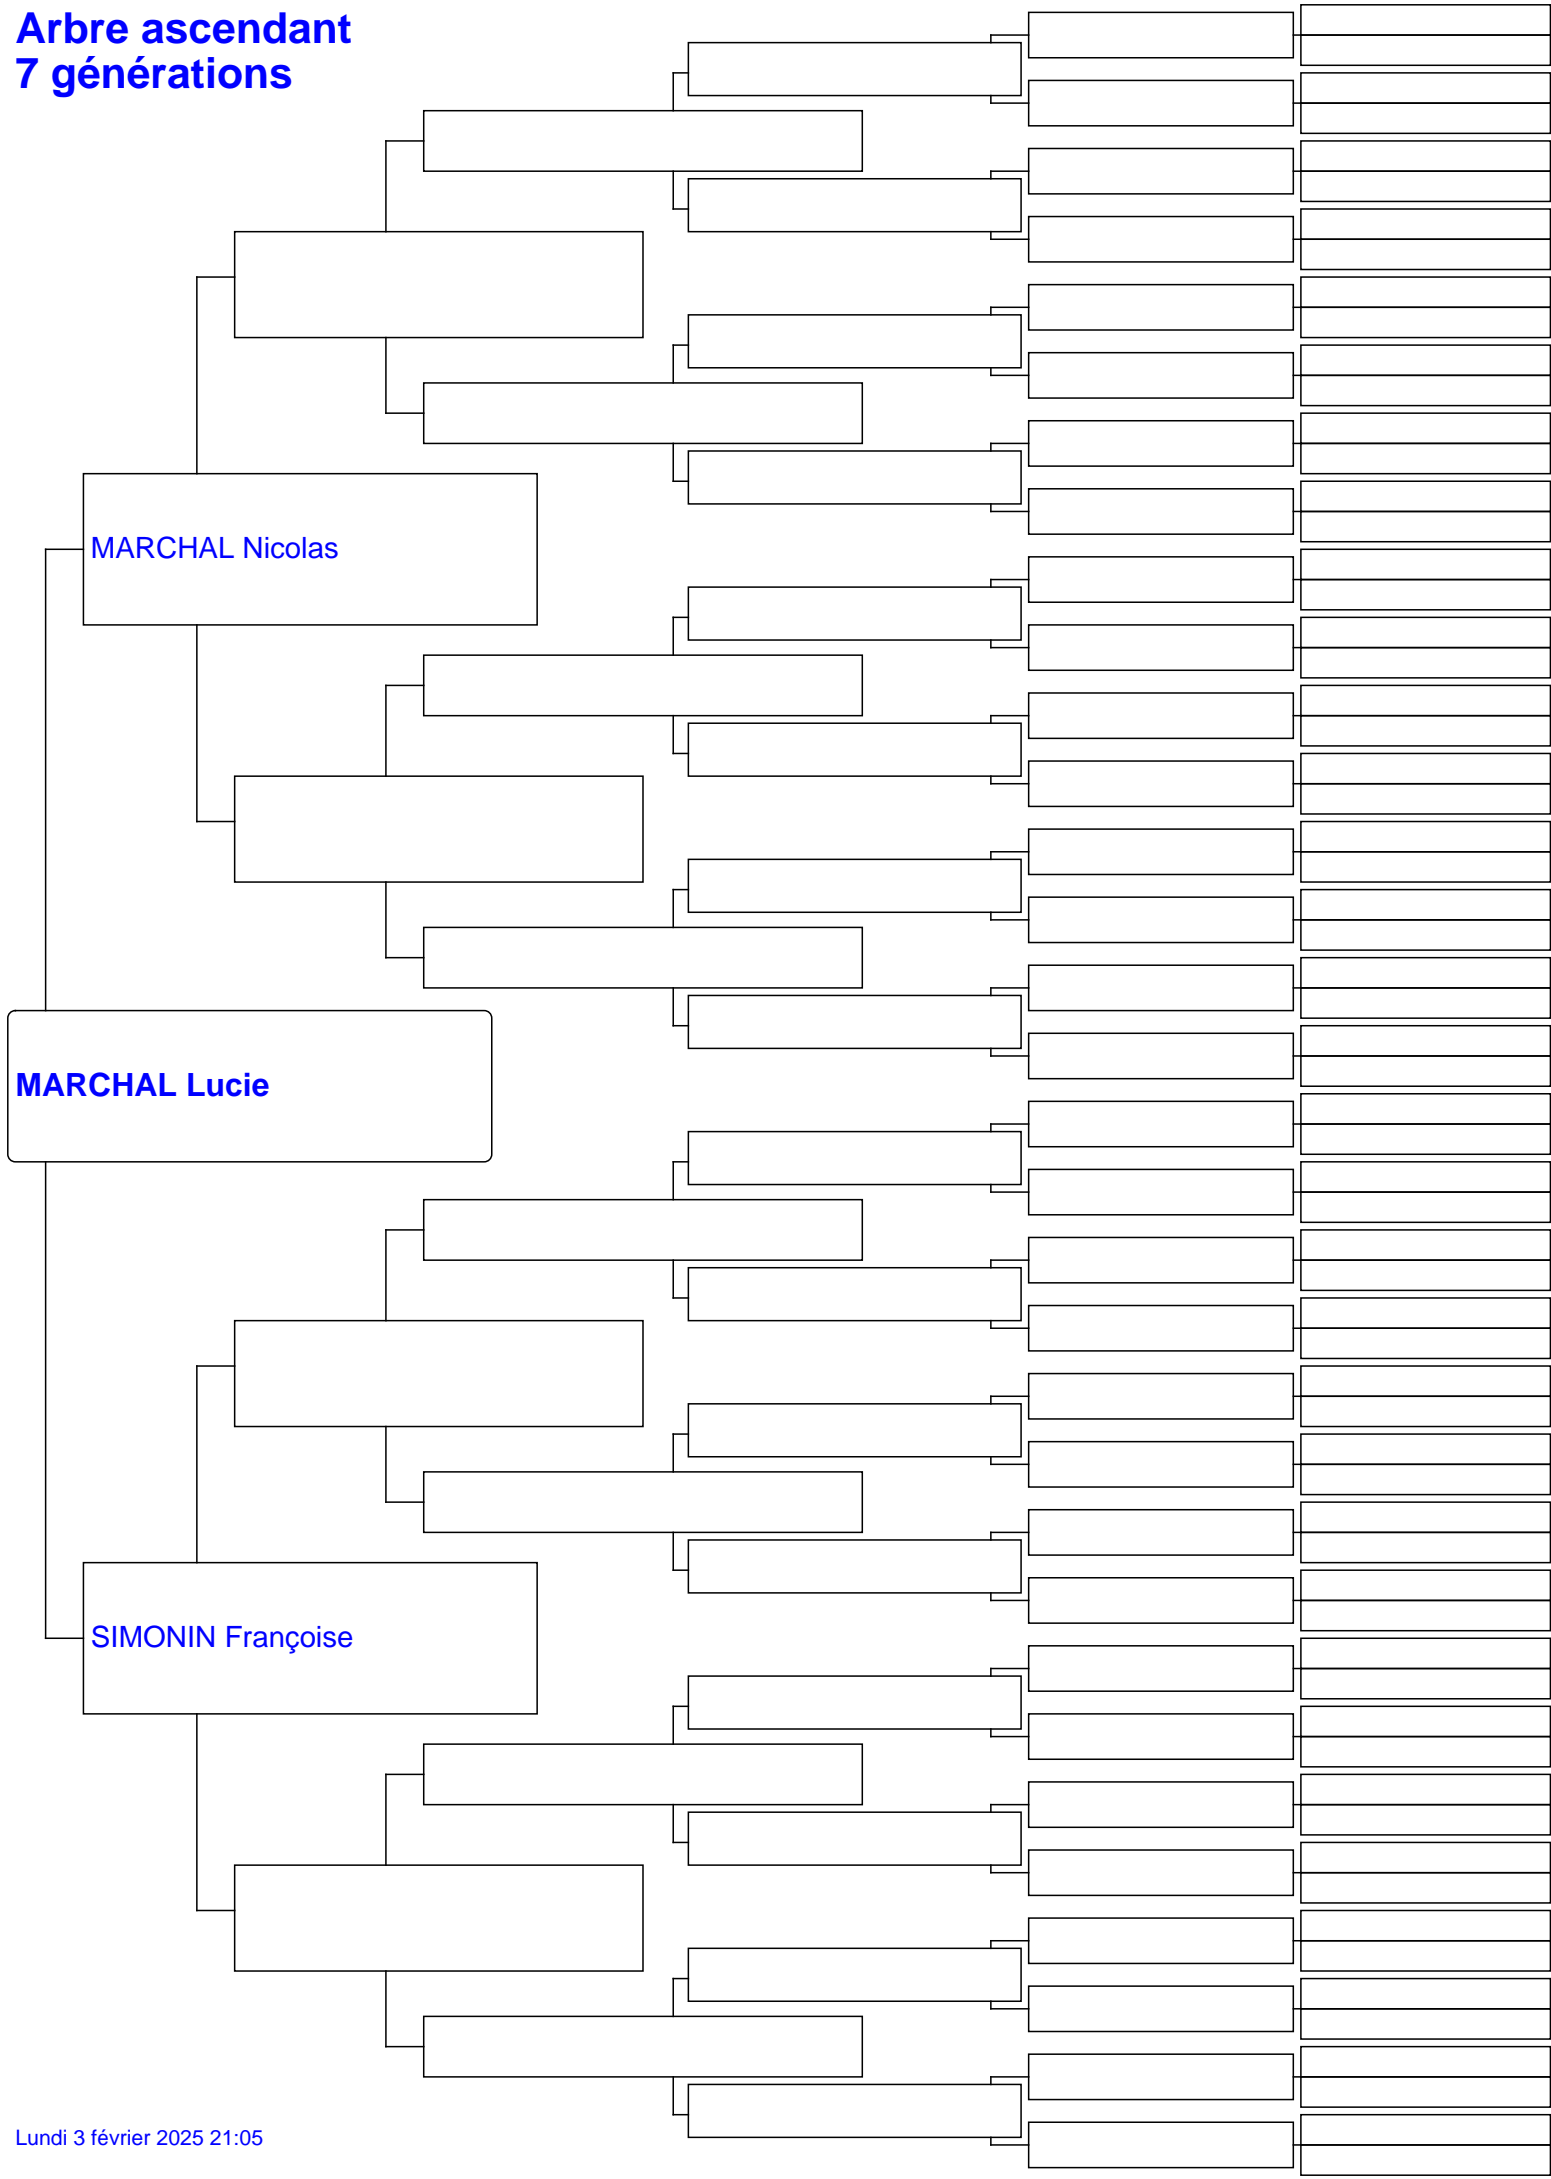 Arbre ascendant
7 générations
MARCHAL Nicolas
MARCHAL Lucie
SIMONIN Françoise
Lundi 3 février 2025 21:05